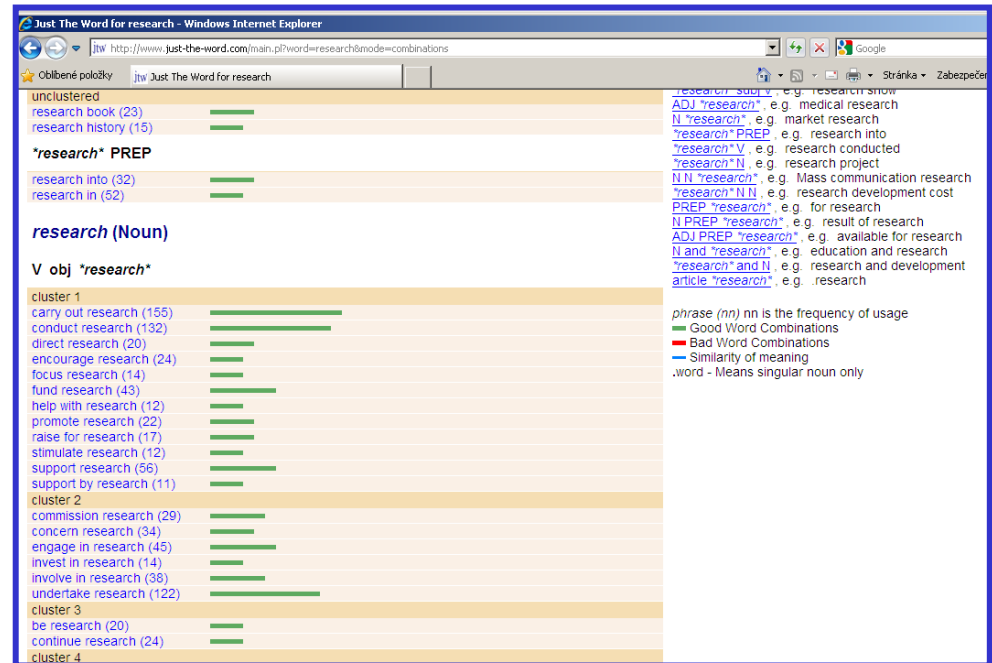 Just The Word for research - Windows Internet Explorer
jtw http://www.just-the-word.com/main.pl?word=research&mode=combinations
Google
Oblíbené položky
jtw Just The Word for research
Stránka
Zabezpečen
unclustered
research book (23)
research history (15)
*research* PREP
research into (32)
research in (52)
research (Noun)
V obj *research*
cluster 1
carry out research (155)
conduct research (132)
direct research (20)
encourage research (24)
focus research (14)
fund research (43)
help with research (12)
promote research (22)
raise for research (17)
stimulate research (12)
support research (56)
support by research (11)
cluster 2
commission research (29)
concern research (34)
engage in research (45)
invest in research (14)
involve in research (38)
undertake research (122)
cluster 3
be research (20)
continue research (24)
cluster 4
*research* subj V , e.g. research show
ADJ *research* , e.g. medical research
N *research* , e.g. market research
*research* PREP , e.g. research into
*research* V , e.g. research conducted
*research* N , e.g. research project
N N *research* , e.g. Mass communication research
*research* N N , e.g. research development cost
PREP *research* , e.g. for research
N PREP *research* , e.g. result of research
ADJ PREP *research* , e.g. available for research
N and *research* , e.g. education and research
*research* and N , e.g. research and development
article *research* , e.g. .research
phrase (nn) nn is the frequency of usage
Good Word Combinations
Bad Word Combinations
Similarity of meaning
.word - Means singular noun only